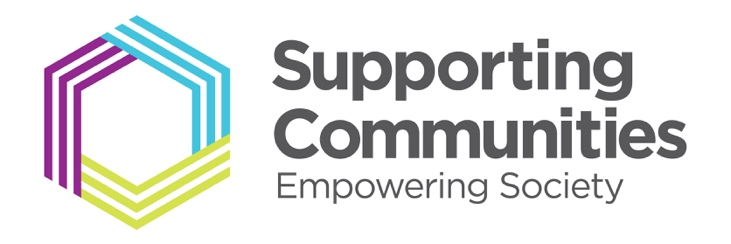 Supporting
Communities
Empowering Society